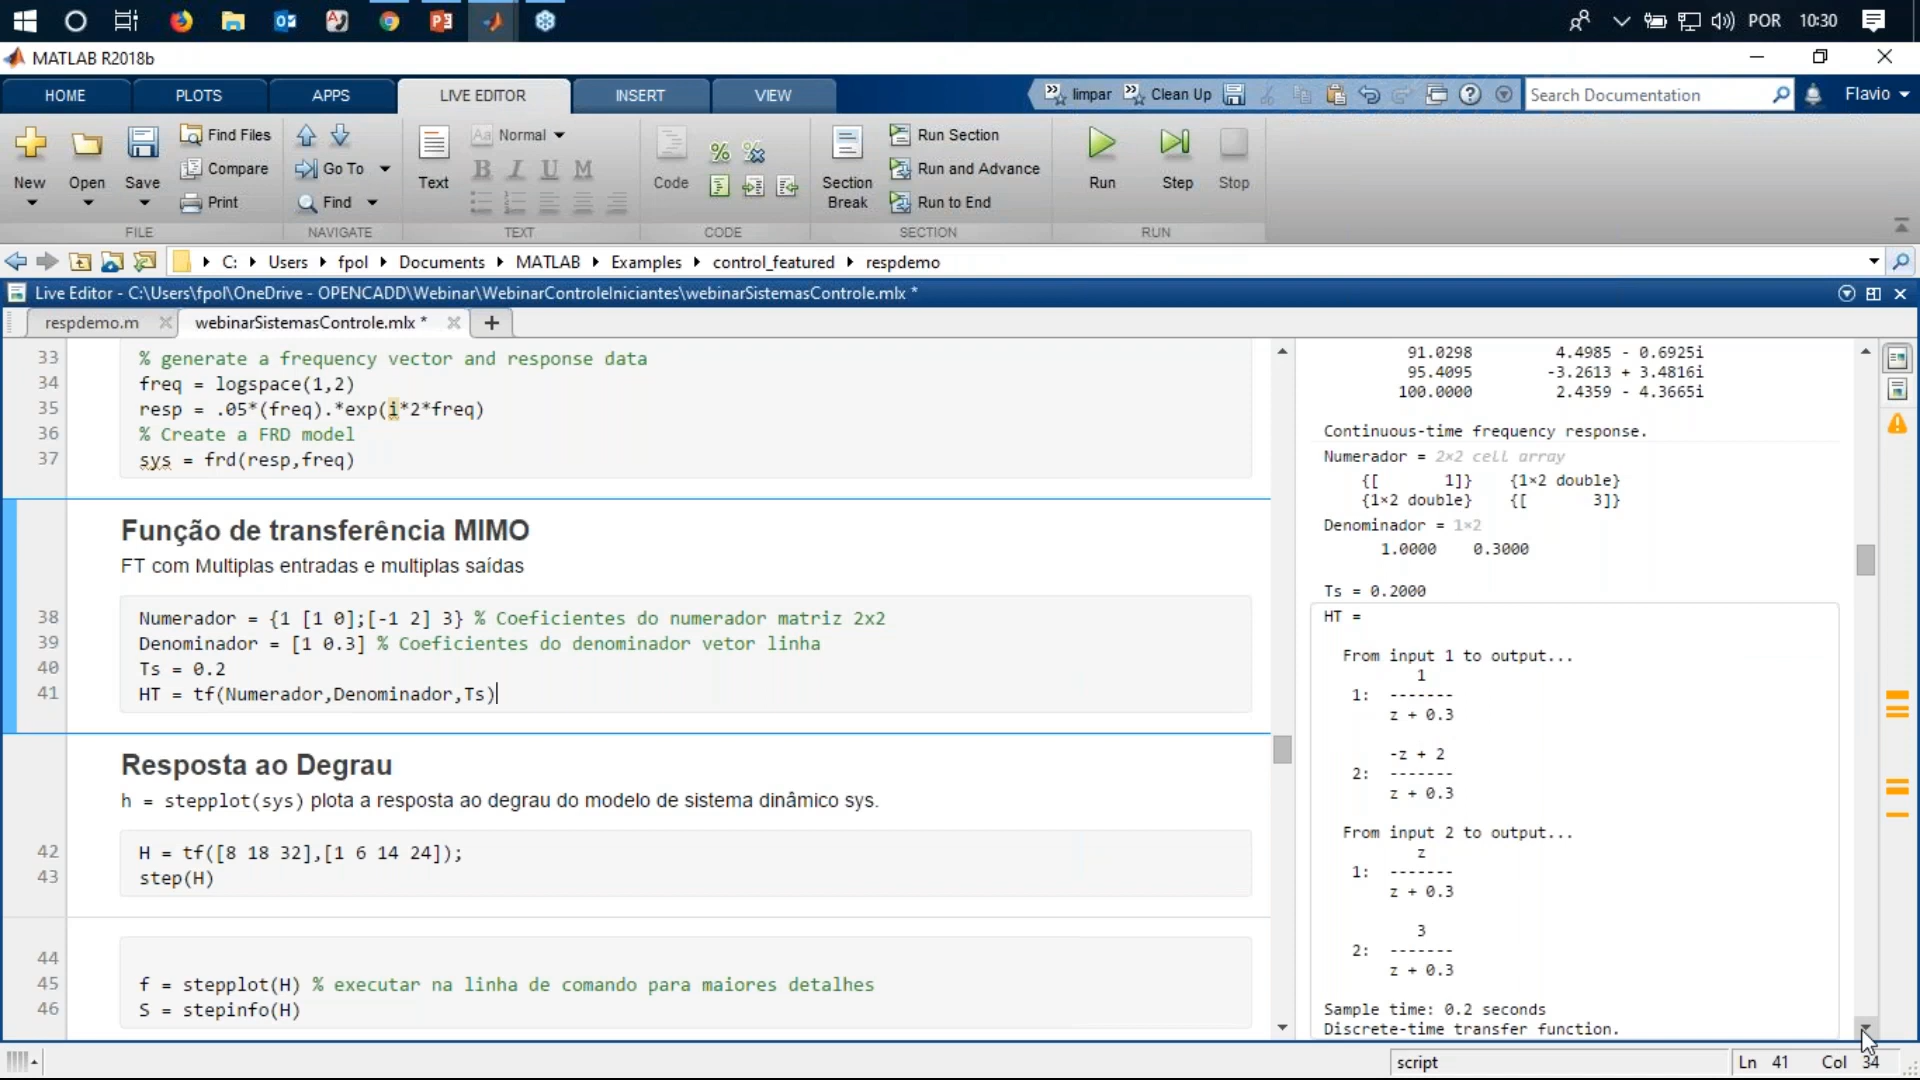 POR 10:30
MATLAB R2018b
HOME PLOTS APPS LIVE EDITOR INSERT VIEW limpar Clean Up Search Documentation Flavio
New Open Save Find Files Compare Print
FILE
Go To Find
NAVIGATE
Text Aa Normal B I U M
TEXT
Code
CODE
Section Break Run Section Run and Advance Run to End
SECTION
Run Step Stop
RUN
C: Users fpol Documents MATLAB Examples control_featured respdemo
Live Editor - C:\Users\fpol\OneDrive - OPENCADD\Webinar\WebinarControleIniciantes\webinarSistemasControle.mlx *
respdemo.m webinarSistemasControle.mlx *
33 % generate a frequency vector and response data
34 freq = logspace(1,2)
35 resp = .05*(freq).*exp(i*2*freq)
36 % Create a FRD model
37 sys = frd(resp,freq)
Função de transferência MIMO
FT com Multiplas entradas e multiplas saídas
38 Numerador = {1 [1 0];[-1 2] 3} % Coeficientes do numerador matriz 2x2
39 Denominador = [1 0.3] % Coeficientes do denominador vetor linha
40 Ts = 0.2
41 HT = tf(Numerador,Denominador,Ts)
Resposta ao Degrau
h = stepplot(sys) plota a resposta ao degrau do modelo de sistema dinâmico sys.
42 H = tf([8 18 32],[1 6 14 24]);
43 step(H)
44
45 f = stepplot(H) % executar na linha de comando para maiores detalhes
46 S = stepinfo(H)
91.0298 4.4985 - 0.6925i
95.4095 -3.2613 + 3.4816i
100.0000 2.4359 - 4.3665i
Continuous-time frequency response.
Numerador = 2×2 cell array
{[ 1]} {1×2 double}
{1×2 double} {[ 3]}
Denominador = 1×2
1.0000 0.3000
Ts = 0.2000
HT =
From input 1 to output...
1
1: -------
z + 0.3
-z + 2
2: -------
z + 0.3
From input 2 to output...
z
1: -------
z + 0.3
3
2: -------
z + 0.3
Sample time: 0.2 seconds
Discrete-time transfer function.
script Ln 41 Col 34